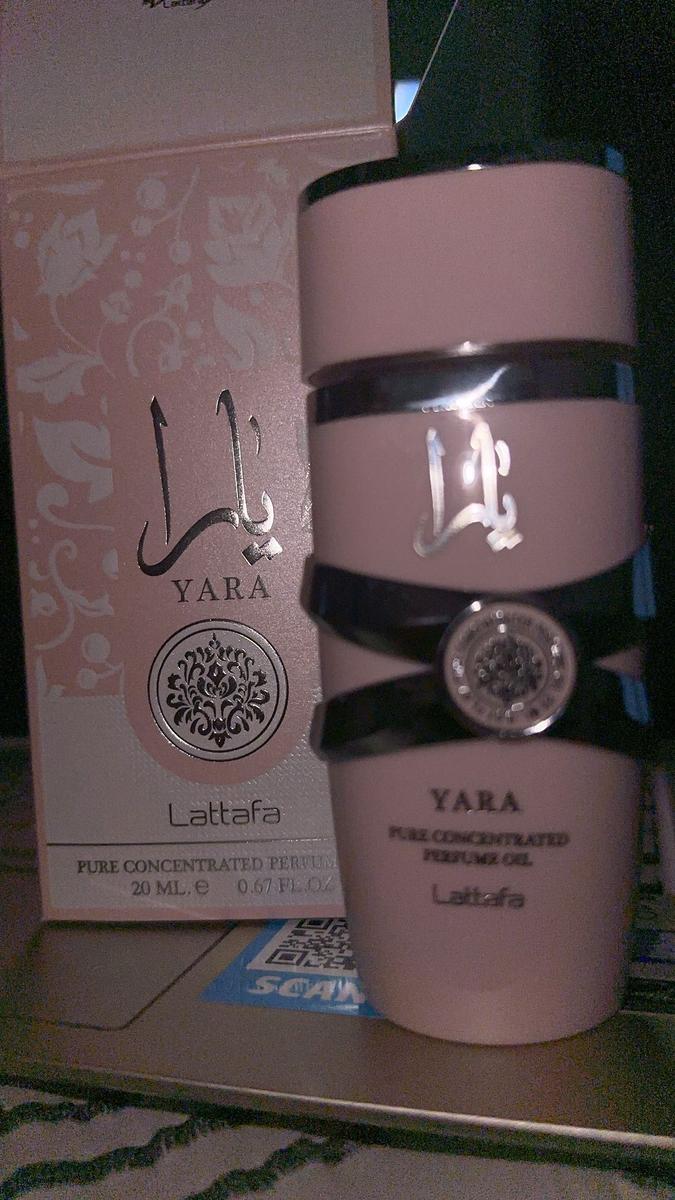 Lattafa
يارا
YARA
Lattafa
PURE CONCENTRATED PERFUM
20 ML. e 0.67 FL.OZ
يارا
YARA
PURE CONCENTRATED
PERFUME OIL
Lattafa
SCAN